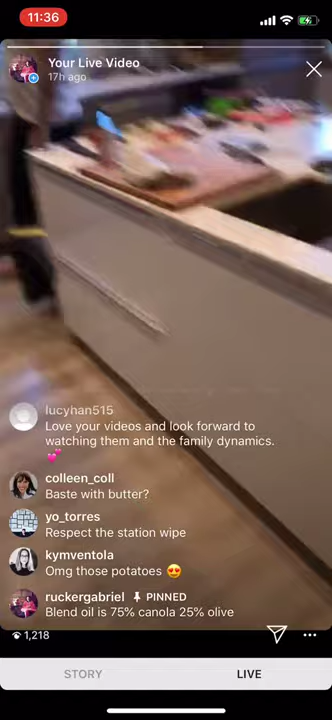 11:36
Your Live Video
17h ago
lucyhan515
Love your videos and look forward to
watching them and the family dynamics.
💕
colleen_coll
Baste with butter?
yo_torres
Respect the station wipe
kymventola
Omg those potatoes 😍
ruckergabriel PINNED
Blend oil is 75% canola 25% olive
1,218
STORY LIVE